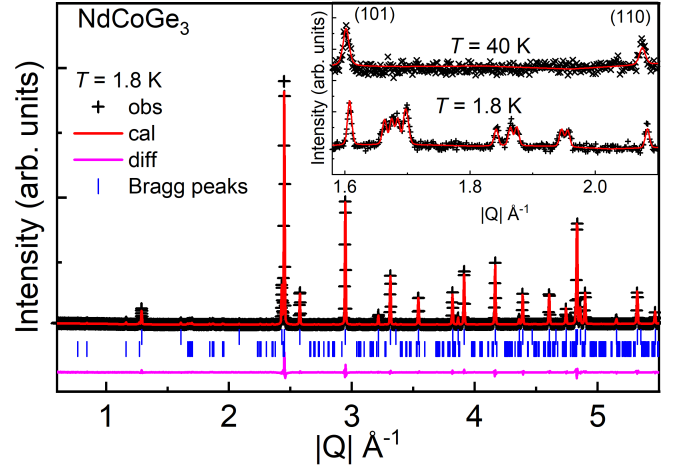 NdCoGe3
T = 1.8 K
obs
cal
diff
Bragg peaks
Intensity (arb. units)
1 2 3 4 5
|Q| Å-1
(101) (110)
T = 40 K
T = 1.8 K
Intensity (arb. units)
1.6 1.8 2.0
|Q| Å-1